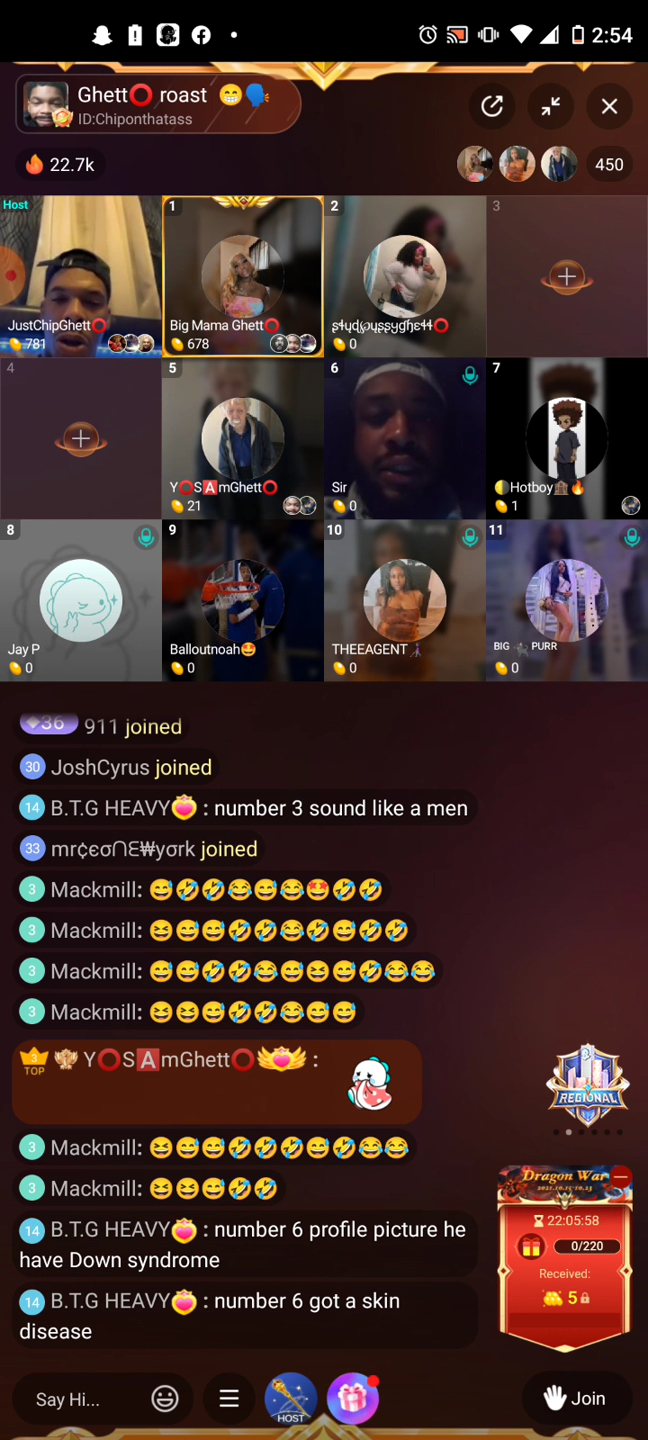 2:54
Ghett⭕ roast 😁🗣
ID:Chiponthatass
🔥 22.7k
450
Host
JustChipGhett⭕
781
1
Big Mama Ghett⭕
678
2
0
3
4
5
Y⭕S🅰mGhett⭕
21
6
Sir
0
7
🌗Hotboy🏚🔥
1
8
Jay P
0
9
Balloutnoah🤩
0
10
THEEAGENT
0
11
BIG 🐩 PURR
0
36 911 joined
30 JoshCyrus joined
14 B.T.G HEAVY : number 3 sound like a men
33 mr¢єσ∩Ɛ₩yσrk joined
3 Mackmill: 😅🤣🤣😂😅😂🤩🤣🤣
3 Mackmill: 😆😅😅🤣🤣😂🤣😅🤣🤣
3 Mackmill: 😅😅🤣🤣😂😅😆😅🤣😂😂
3 Mackmill: 😆😆😅🤣🤣😂😅😅
3 TOP Y⭕S🅰mGhett⭕ :
REGIONAL
3 Mackmill: 😆😅😅🤣🤣🤣😅🤣😂😂
3 Mackmill: 😆😆😅🤣🤣
Dragon War
2021.10.15-10.23
22:05:58
0/220
Received:
5
14 B.T.G HEAVY : number 6 profile picture he
have Down syndrome
14 B.T.G HEAVY : number 6 got a skin
disease
Say Hi...
HOST
Join